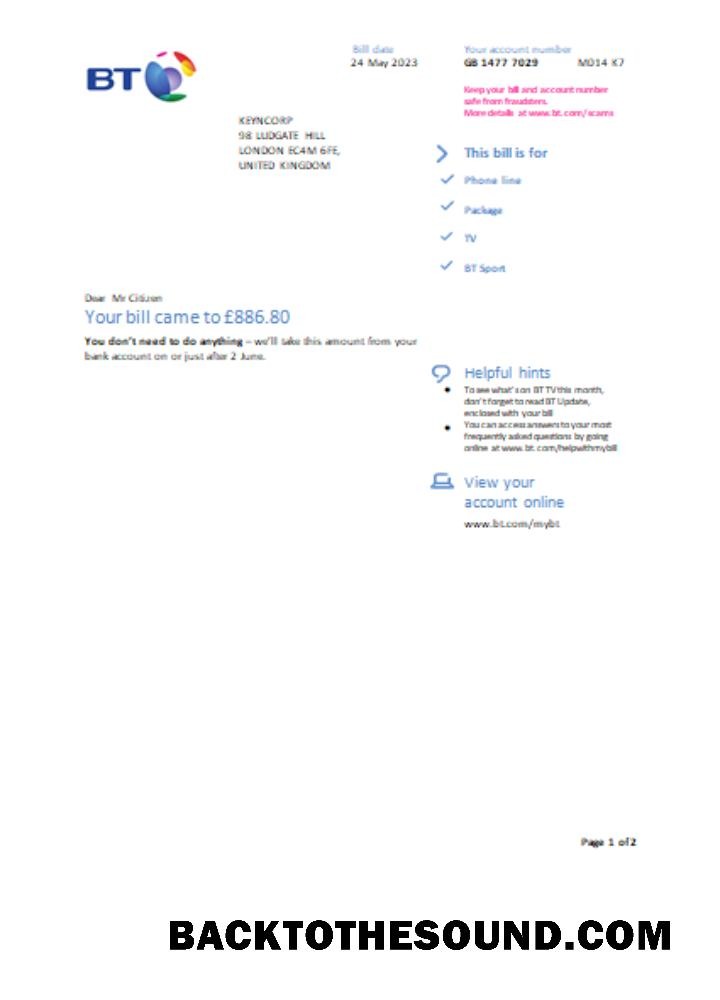 BT
Bill date
24 May 2023
Your account number
GB 1477 7029 M014 K7
Keep your bill and account number
safe from fraudsters.
More details at www.bt.com/scams
KEYNCORP
98 LUDGATE HILL
LONDON EC4M 6FE,
UNITED KINGDOM
This bill is for
Phone line
Package
TV
BT Sport
Dear Mr Citizen
Your bill came to £886.80
You don't need to do anything – we'll take this amount from your
bank account on or just after 2 June.
Helpful hints
To see what's on BT TV this month,
don't forget to read BT Update,
enclosed with your bill
You can access answers to your most
frequently asked questions by going
online at www.bt.com/helpwithmybill
View your
account online
www.bt.com/mybt
Page 1 of 2
BACKTOTHESOUND.COM